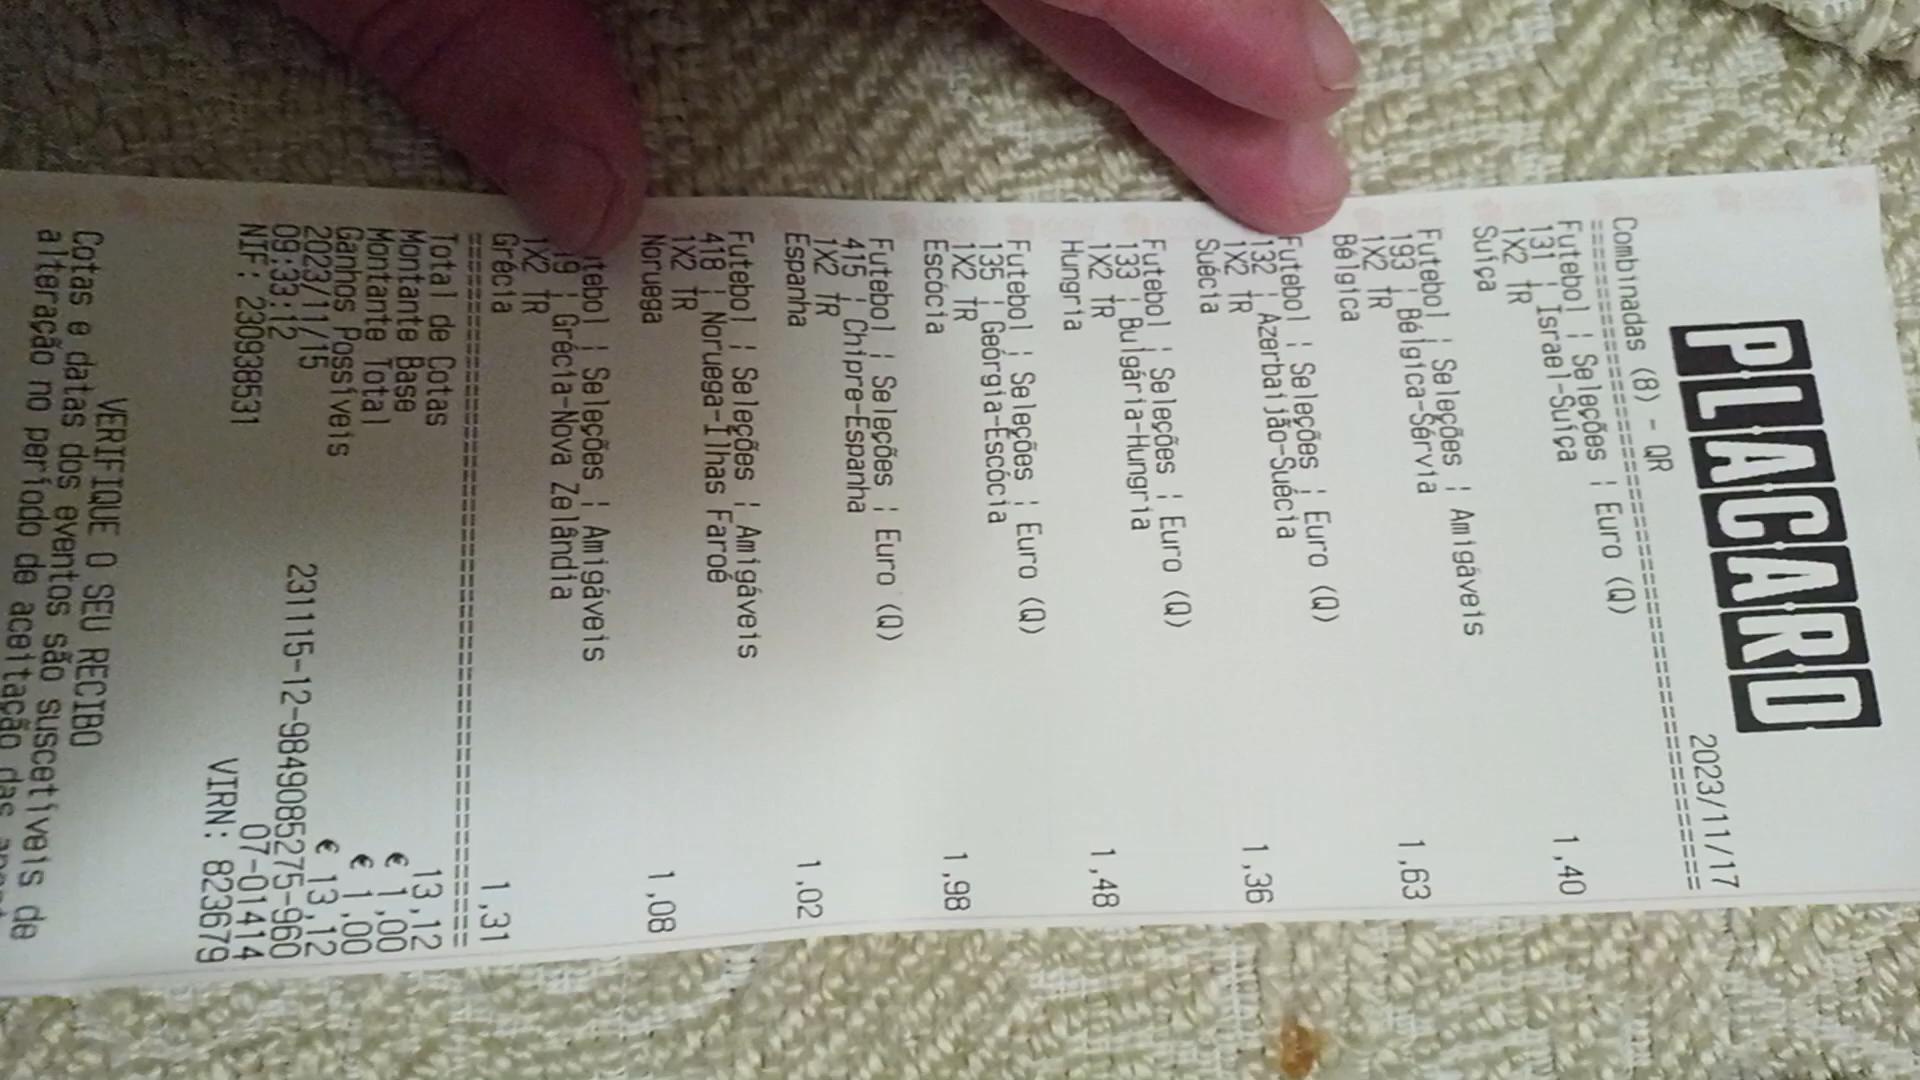 PLACARD
2023/11/17
Combinadas (8) - QR
========================================
Futebol ¦ Seleções ¦ Euro (Q)
131 ¦ Israel-Suíça
1X2 TR 1,40
Suíça
Futebol ¦ Seleções ¦ Amigáveis
193 ¦ Bélgica-Sérvia
1X2 TR 1,63
Bélgica
Futebol ¦ Seleções ¦ Euro (Q)
132 ¦ Azerbaijão-Suécia
1X2 TR 1,36
Suécia
Futebol ¦ Seleções ¦ Euro (Q)
133 ¦ Bulgária-Hungria
1X2 TR 1,48
Hungria
Futebol ¦ Seleções ¦ Euro (Q)
135 ¦ Geórgia-Escócia
1X2 TR 1,98
Escócia
Futebol ¦ Seleções ¦ Euro (Q)
415 ¦ Chipre-Espanha
1X2 TR 1,02
Espanha
Futebol ¦ Seleções ¦ Amigáveis
418 ¦ Noruega-Ilhas Faroé
1X2 TR 1,08
Noruega
tebol ¦ Seleções ¦ Amigáveis
19 ¦ Grécia-Nova Zelândia
1X2 TR 1,31
Grécia
========================================
Total de Cotas 13,12
Montante Base € 1,00
Montante Total € 1,00
Ganhos Possíveis € 13,12
2023/11/15 231115-12-984908527​5-960
09:33:12 07-01414
NIF: 230938531 VIRN: 823679
VERIFIQUE O SEU RECIBO
Cotas e datas dos eventos são suscetíveis de
alteração no período de aceitação das